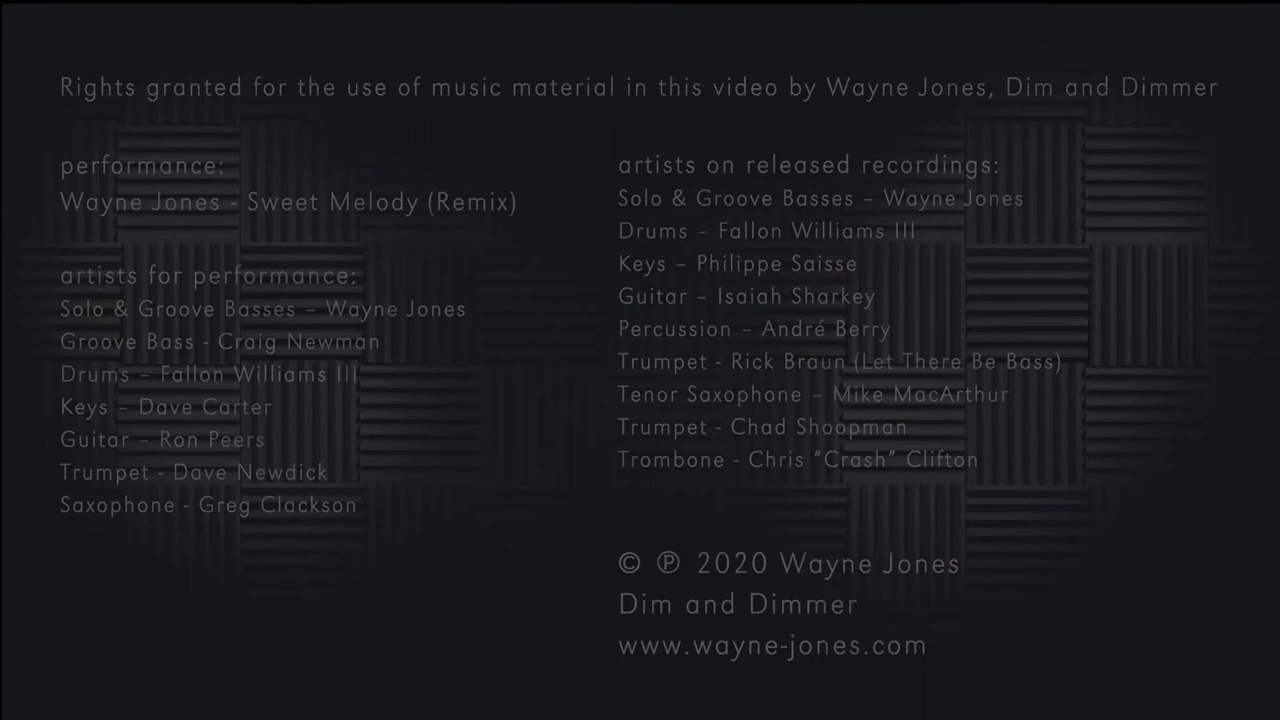 Rights granted for the use of music material in this video by Wayne Jones, Dim and Dimmer
performance:
Wayne Jones - Sweet Melody (Remix)
artists for performance:
Solo & Groove Basses – Wayne Jones
Groove Bass - Craig Newman
Drums – Fallon Williams III
Keys – Dave Carter
Guitar – Ron Peers
Trumpet - Dave Newdick
Saxophone - Greg Clackson
artists on released recordings:
Solo & Groove Basses – Wayne Jones
Drums – Fallon Williams III
Keys – Philippe Saisse
Guitar – Isaiah Sharkey
Percussion – André Berry
Trumpet - Rick Braun (Let There Be Bass)
Tenor Saxophone – Mike MacArthur
Trumpet - Chad Shoopman
Trombone - Chris “Crash” Clifton
© ℗ 2020 Wayne Jones
Dim and Dimmer
www.wayne-jones.com